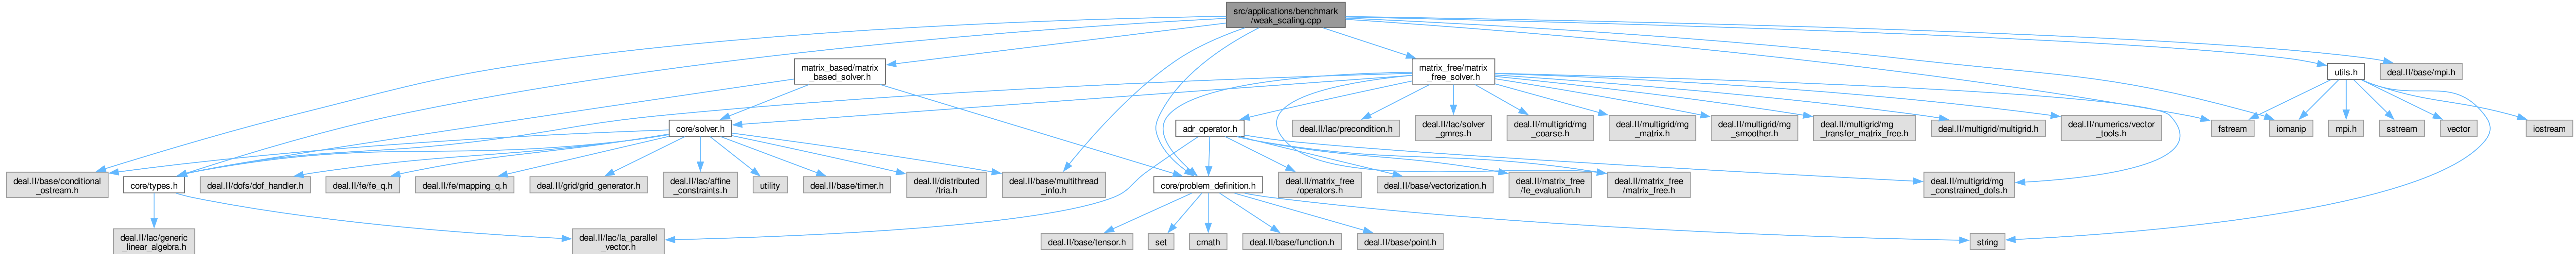 src/applications/benchmark
/weak_scaling.cpp
matrix_based/matrix
_based_solver.h
matrix_free/matrix
_free_solver.h
utils.h
deal.II/base/mpi.h
core/solver.h
adr_operator.h
deal.II/lac/precondition.h
deal.II/lac/solver
_gmres.h
deal.II/multigrid/mg
_coarse.h
deal.II/multigrid/mg
_matrix.h
deal.II/multigrid/mg
_smoother.h
deal.II/multigrid/mg
_transfer_matrix_free.h
deal.II/multigrid/multigrid.h
deal.II/numerics/vector
_tools.h
fstream
iomanip
mpi.h
sstream
vector
iostream
deal.II/base/conditional
_ostream.h
core/types.h
deal.II/dofs/dof_handler.h
deal.II/fe/fe_q.h
deal.II/fe/mapping_q.h
deal.II/grid/grid_generator.h
deal.II/lac/affine
_constraints.h
utility
deal.II/base/timer.h
deal.II/distributed
/tria.h
deal.II/base/multithread
_info.h
core/problem_definition.h
deal.II/matrix_free
/operators.h
deal.II/base/vectorization.h
deal.II/matrix_free
/fe_evaluation.h
deal.II/matrix_free
/matrix_free.h
deal.II/multigrid/mg
_constrained_dofs.h
deal.II/lac/generic
_linear_algebra.h
deal.II/lac/la_parallel
_vector.h
deal.II/base/tensor.h
set
cmath
deal.II/base/function.h
deal.II/base/point.h
string